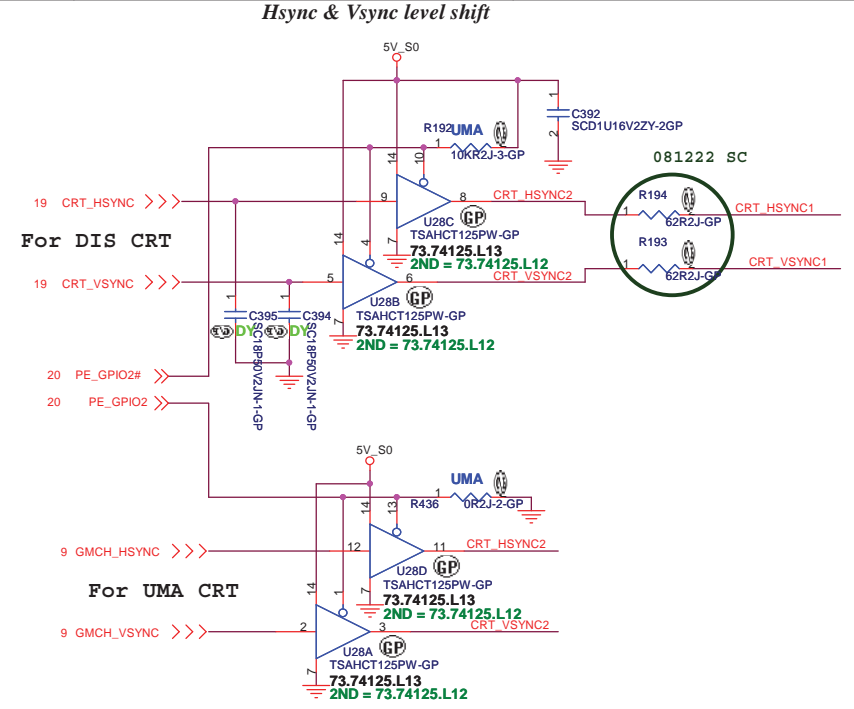 Hsync & Vsync level shift
5V_S0
1
C392
SCD1U16V2ZY-2GP
2
R192
UMA
1
10KR2J-3-GP
14
10
081222 SC
19 CRT_HSYNC
9
8
CRT_HSYNC2
1
R194
62R2J-GP
CRT_HSYNC1
U28C
GP
TSAHCT125PW-GP
7
73.74125.L13
2ND = 73.74125.L12
For DIS CRT
14
4
R193
1
62R2J-GP
CRT_VSYNC1
19 CRT_VSYNC
5
6
CRT_VSYNC2
U28B
GP
TSAHCT125PW-GP
7
73.74125.L13
2ND = 73.74125.L12
1
C395
DY
SC18P50V2JN-1-GP
1
C394
DY
SC18P50V2JN-1-GP
20 PE_GPIO2#
20 PE_GPIO2
5V_S0
UMA
R436
1
0R2J-2-GP
14
13
9 GMCH_HSYNC
12
11
CRT_HSYNC2
U28D
GP
TSAHCT125PW-GP
7
73.74125.L13
2ND = 73.74125.L12
For UMA CRT
14
1
9 GMCH_VSYNC
2
3
CRT_VSYNC2
U28A
GP
TSAHCT125PW-GP
7
73.74125.L13
2ND = 73.74125.L12